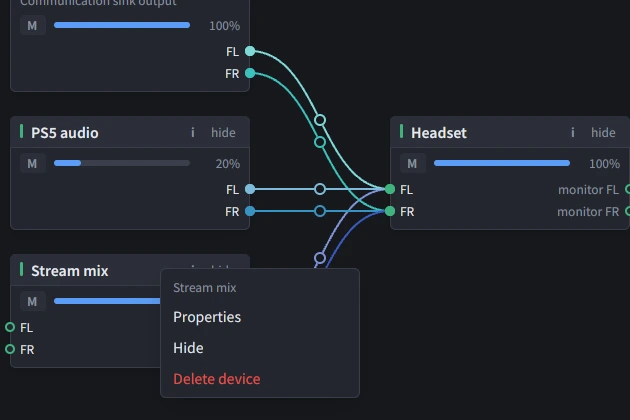 Communication sink output
M 100%
FL
FR
PS5 audio i hide
M 20%
FL
FR
Headset i hide
M 100%
FL monitor FL
FR monitor FR
Stream mix
M
FL
FR
Stream mix
Properties
Hide
Delete device